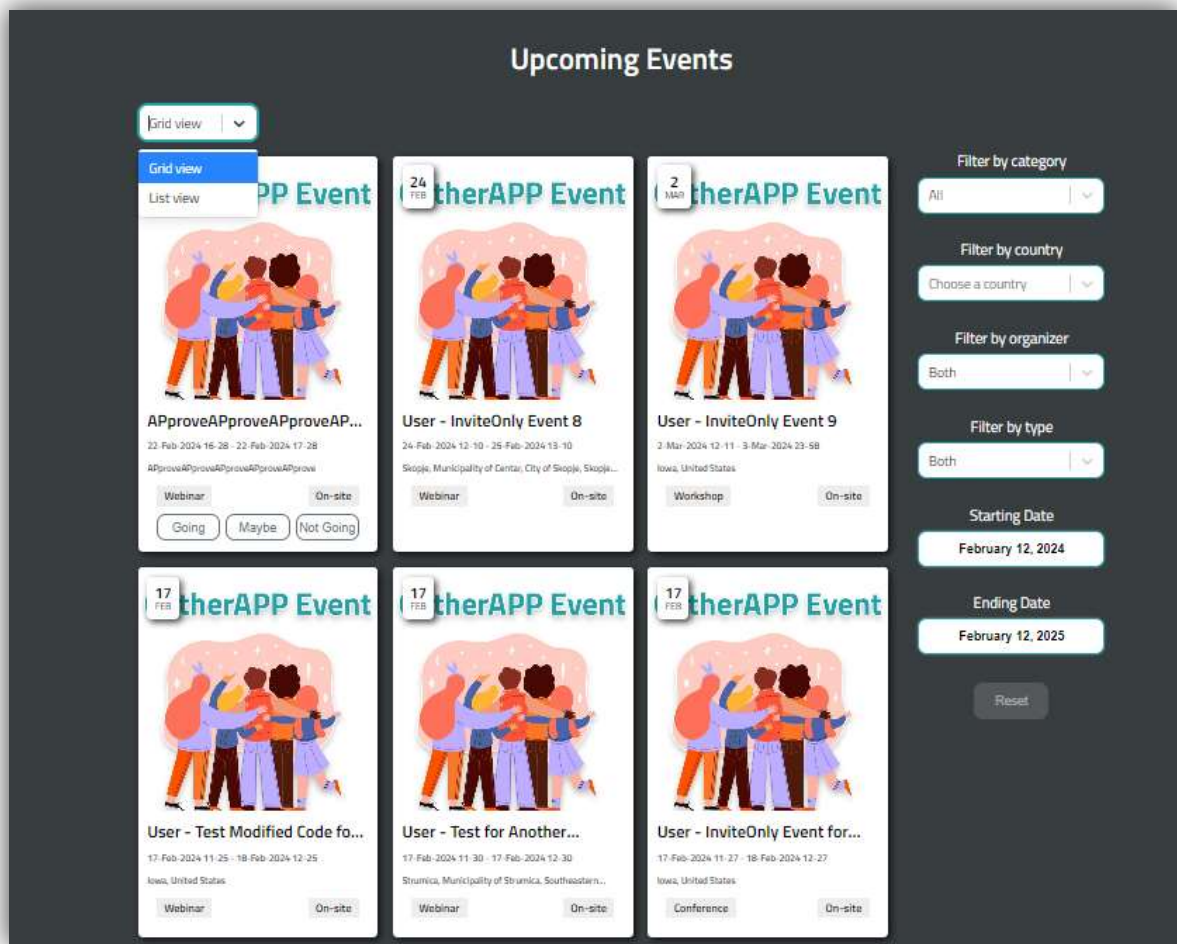 Upcoming Events
Grid view
Grid view
List view
PP Event
APproveAPproveAPproveAP...
22-Feb-2024 16-28 - 22-Feb-2024 17-28
APproveAPproveAPproveAPproveAPprove
Webinar On-site
Going Maybe Not Going
24
FEB
therAPP Event
User - InviteOnly Event 8
24-Feb-2024 12-10 - 25-Feb-2024 13-10
Skopje, Municipality of Centar, City of Skopje, Skopje...
Webinar On-site
2
MAR
therAPP Event
User - InviteOnly Event 9
2-Mar-2024 12-11 - 3-Mar-2024 23-58
Iowa, United States
Workshop On-site
17
FEB
therAPP Event
User - Test Modified Code fo...
17-Feb-2024 11-25 - 18-Feb-2024 12-25
Iowa, United States
Webinar On-site
17
FEB
therAPP Event
User - Test for Another...
17-Feb-2024 11-30 - 17-Feb-2024 12-30
Strumica, Municipality of Strumica, Southeastern...
Webinar On-site
17
FEB
therAPP Event
User - InviteOnly Event for...
17-Feb-2024 11-27 - 18-Feb-2024 12-27
Iowa, United States
Conference On-site
Filter by category
All
Filter by country
Choose a country
Filter by organizer
Both
Filter by type
Both
Starting Date
February 12, 2024
Ending Date
February 12, 2025
Reset